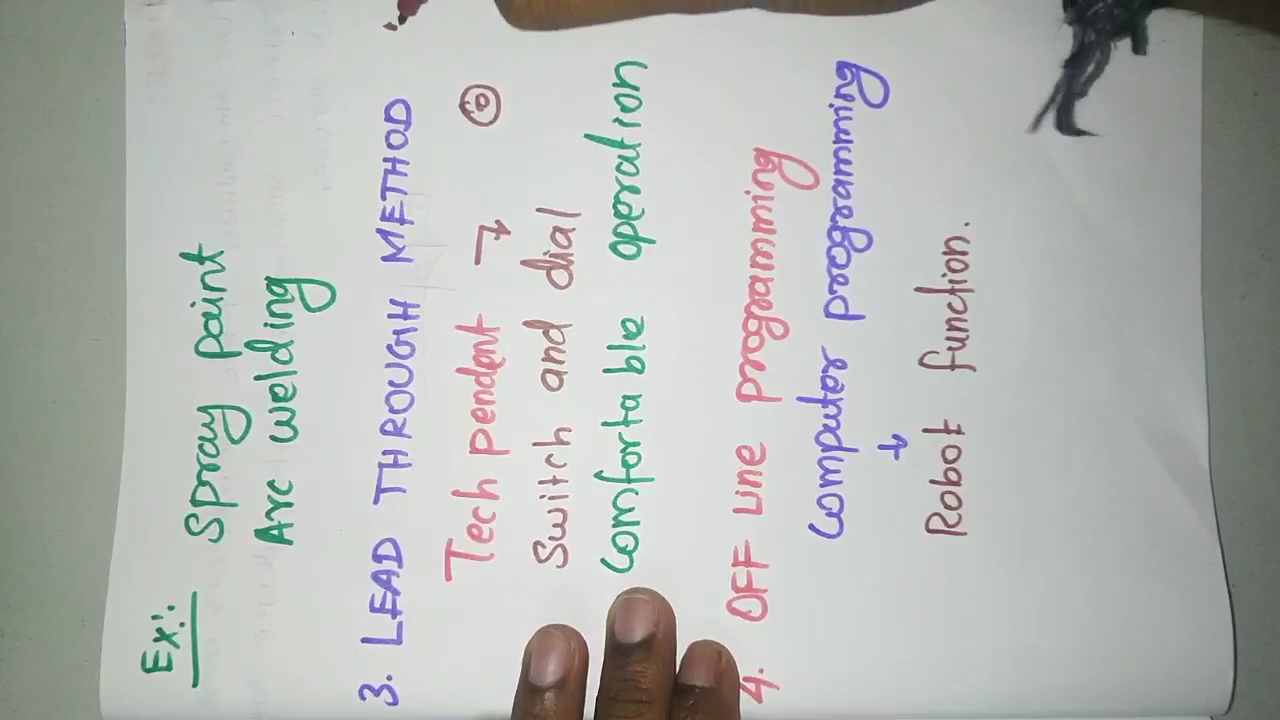 Ex:- Spray paint
Arc welding
3. LEAD THROUGH METHOD
Tech pendent →
Switch and dial
Comfortable operation
4. OFF Line programming
Computer programming
↓
Robot function.